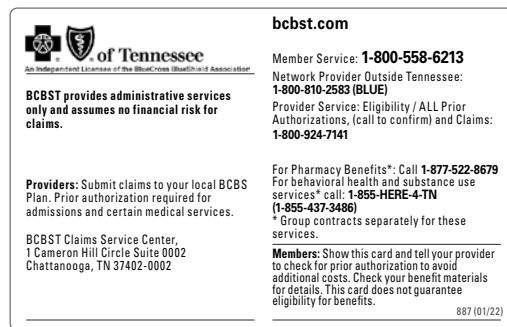 of Tennessee
An Independent Licensee of the BlueCross BlueShield Association
BCBST provides administrative services
only and assumes no financial risk for
claims.
Providers: Submit claims to your local BCBS
Plan. Prior authorization required for
admissions and certain medical services.
BCBST Claims Service Center,
1 Cameron Hill Circle Suite 0002
Chattanooga, TN 37402-0002
bcbst.com
Member Service: 1-800-558-6213
Network Provider Outside Tennessee:
1-800-810-2583 (BLUE)
Provider Service: Eligibility / ALL Prior
Authorizations, (call to confirm) and Claims:
1-800-924-7141
For Pharmacy Benefits*: Call 1-877-522-8679
For behavioral health and substance use
services* call: 1-855-HERE-4-TN
(1-855-437-3486)
* Group contracts separately for these
services.
Members: Show this card and tell your provider
to check for prior authorization to avoid
additional costs. Check your benefit materials
for details. This card does not guarantee
eligibility for benefits.
887 (01/22)